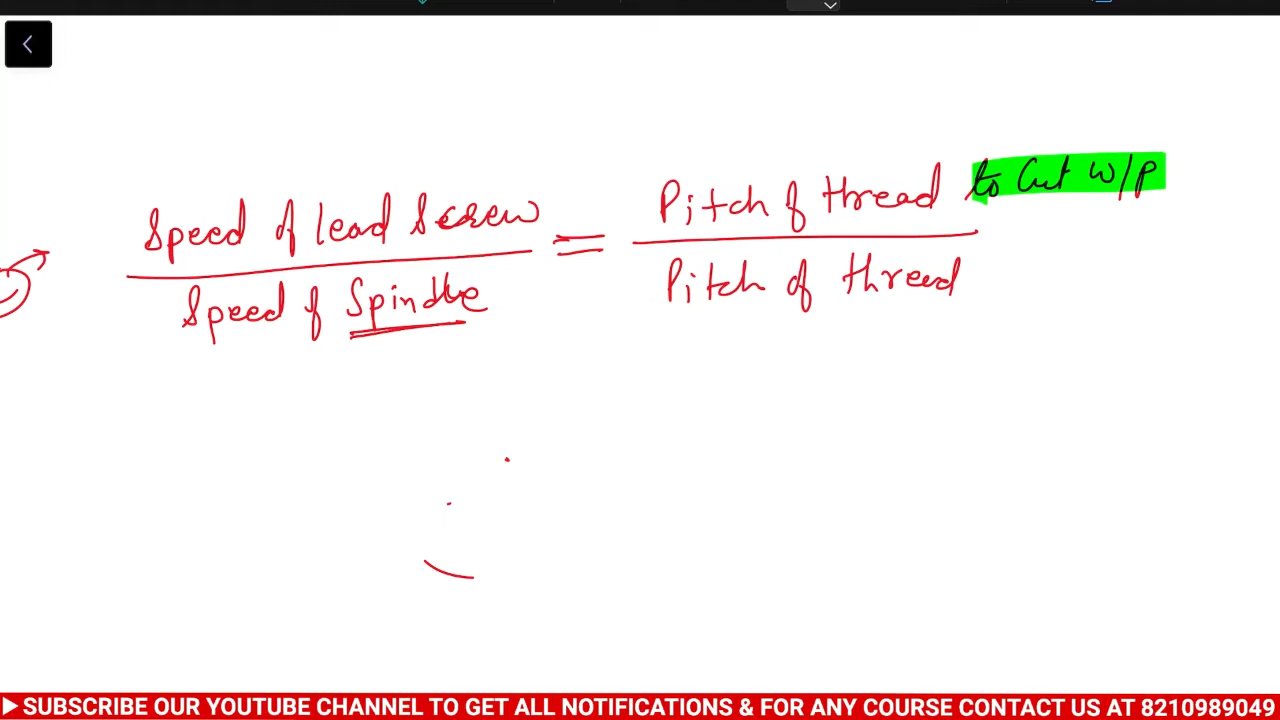 Speed of lead Screw = Pitch of thread to Cut w/p
Speed of Spindle Pitch of thread
SUBSCRIBE OUR YOUTUBE CHANNEL TO GET ALL NOTIFICATIONS & FOR ANY COURSE CONTACT US AT 8210989049